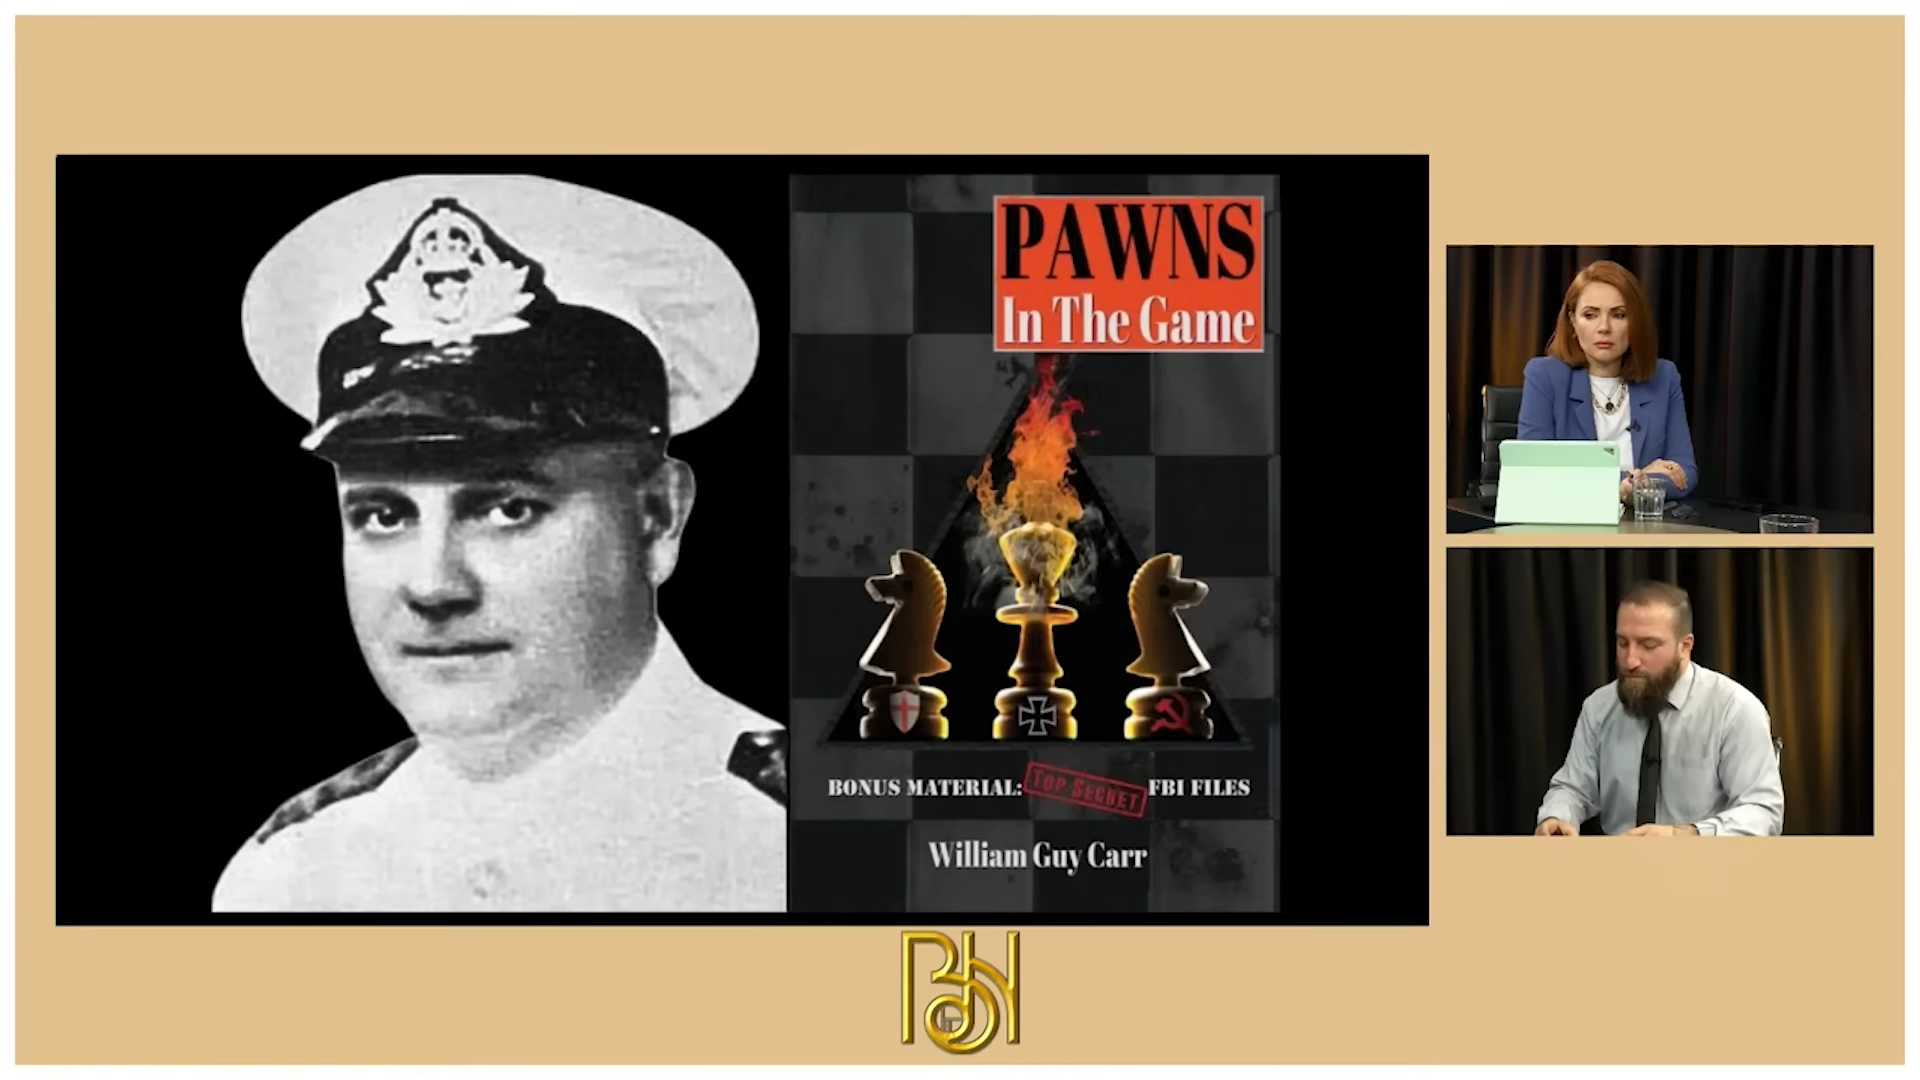 PAWNS
In The Game
BONUS MATERIAL: TOP SECRET FBI FILES
William Guy Carr